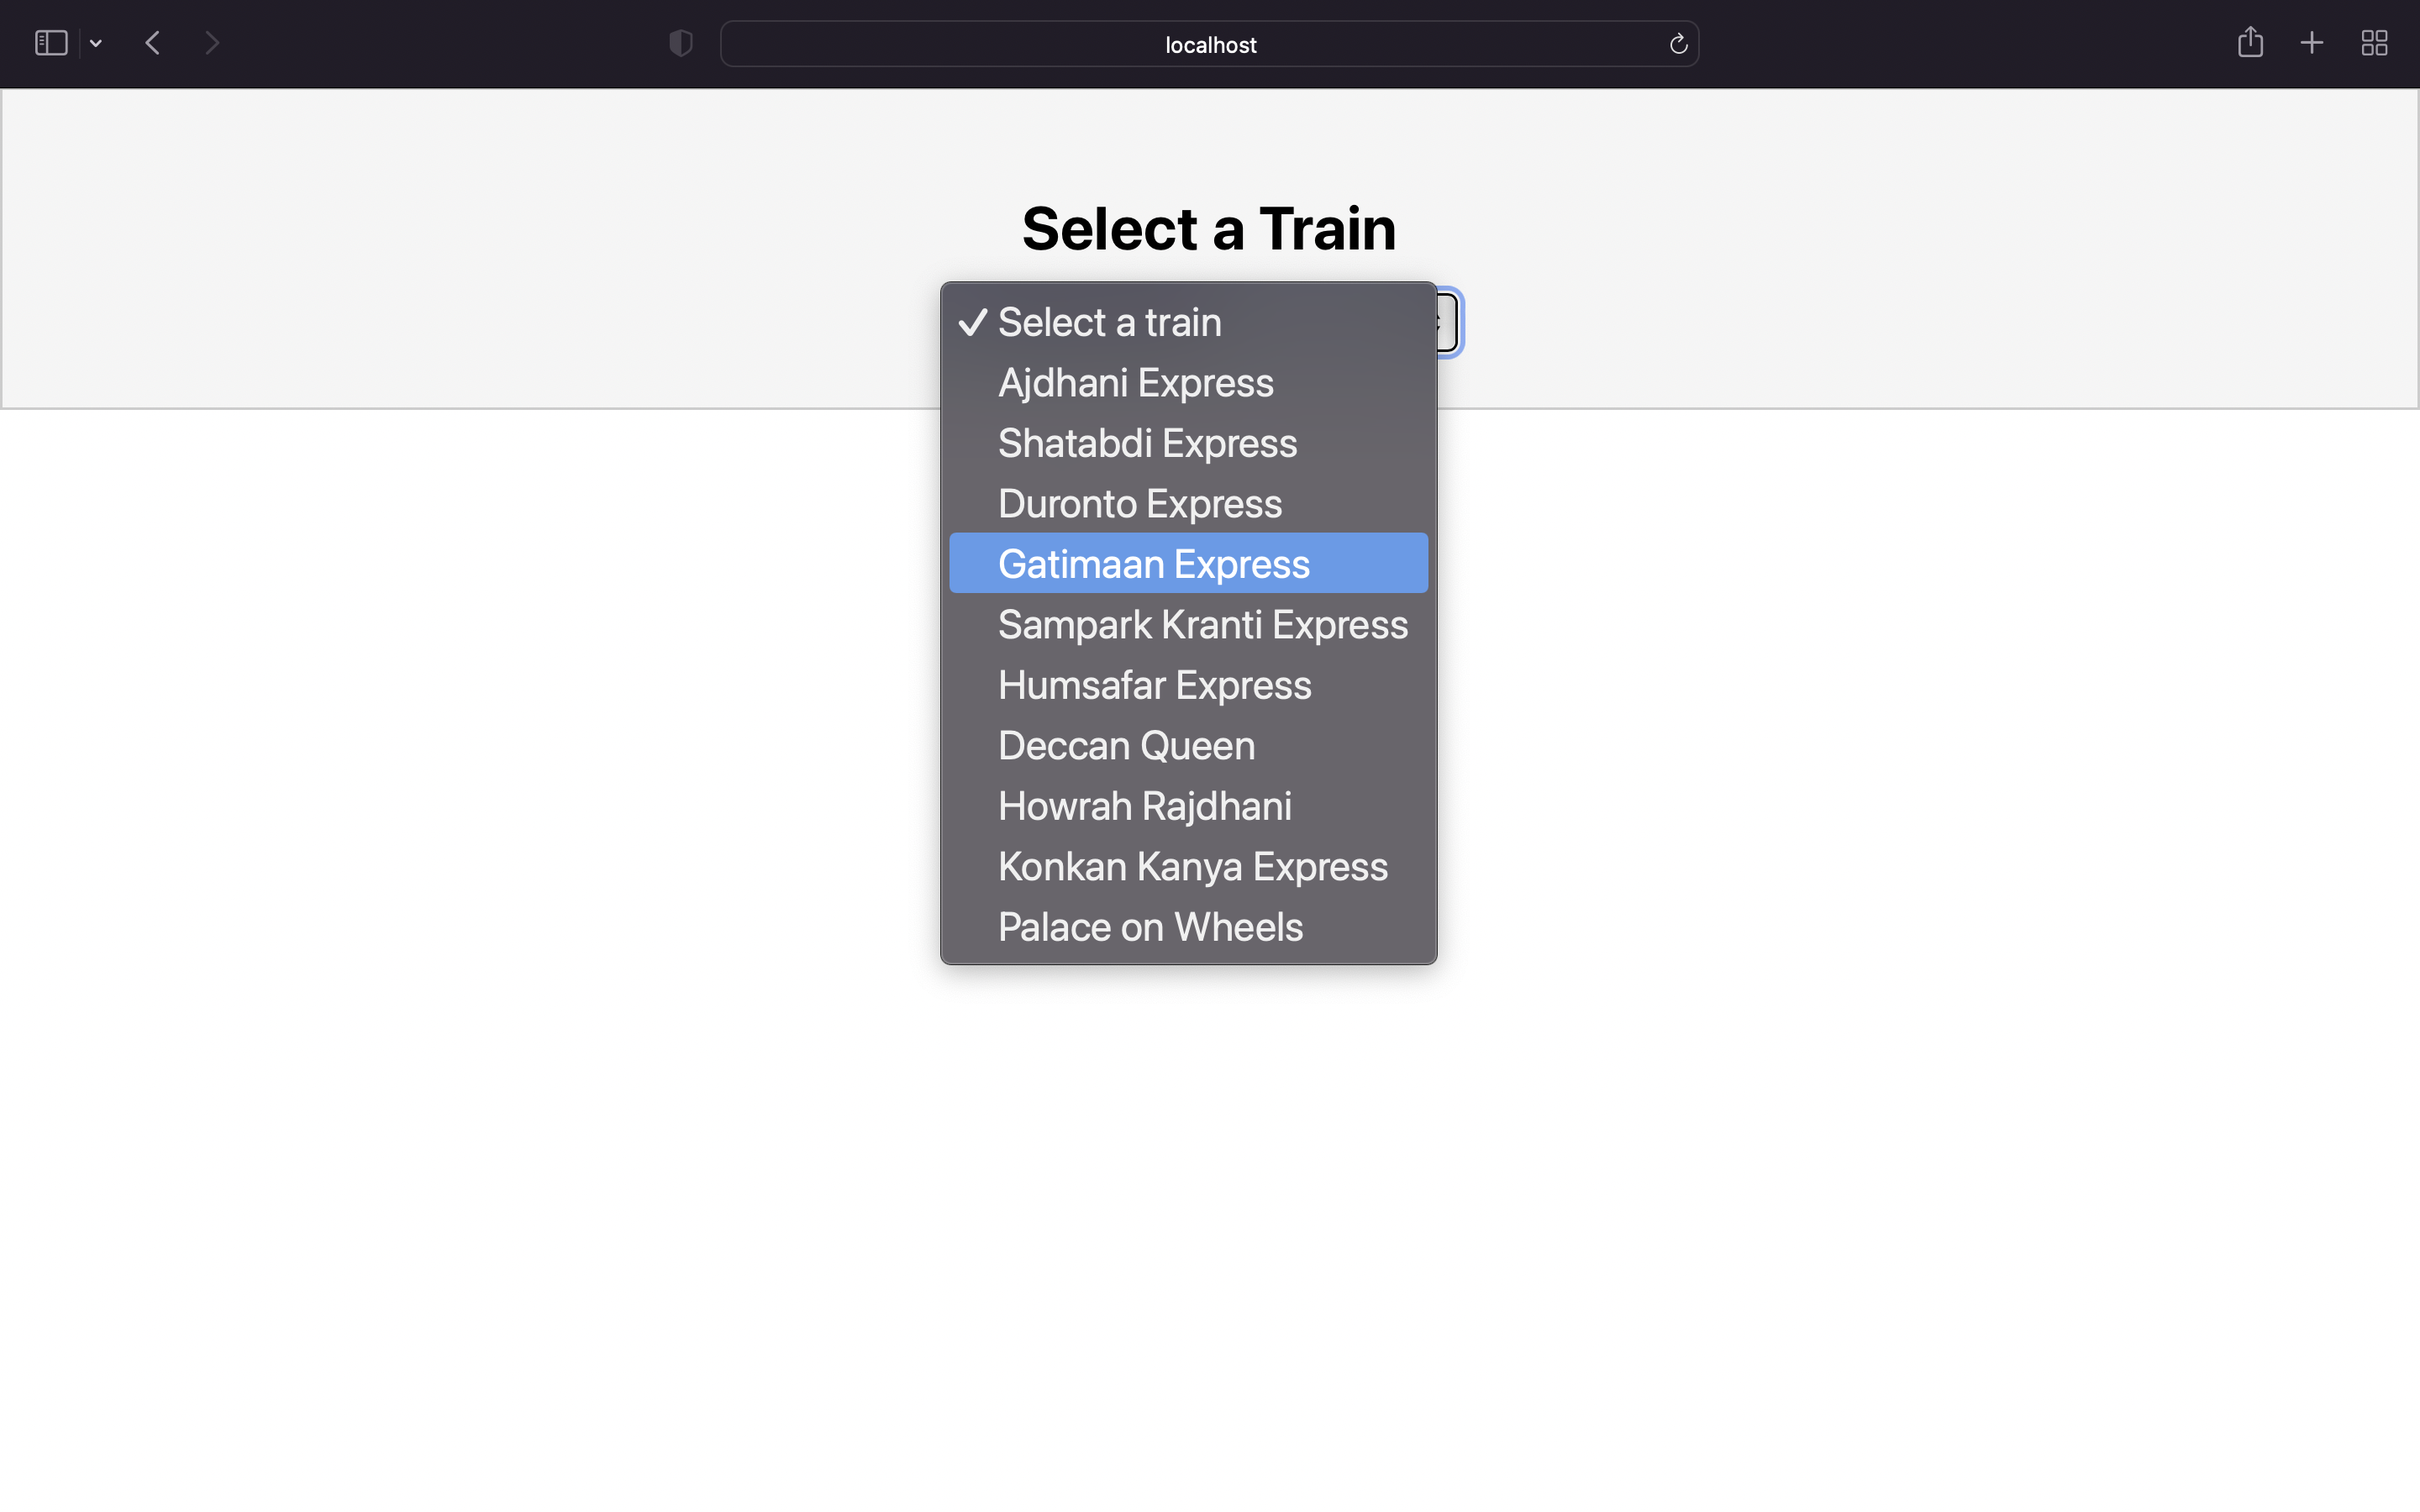 localhost
Select a Train
Select a train
Ajdhani Express
Shatabdi Express
Duronto Express
Gatimaan Express
Sampark Kranti Express
Humsafar Express
Deccan Queen
Howrah Rajdhani
Konkan Kanya Express
Palace on Wheels